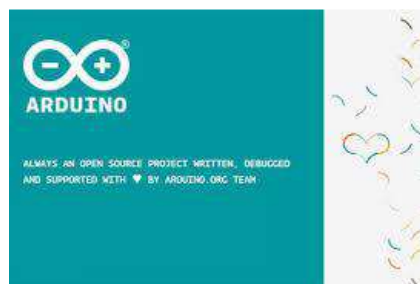 ARDUINO
ALWAYS AN OPEN SOURCE PROJECT WRITTEN, DEBUGGED
AND SUPPORTED WITH ♥ BY ARDUINO.ORG TEAM